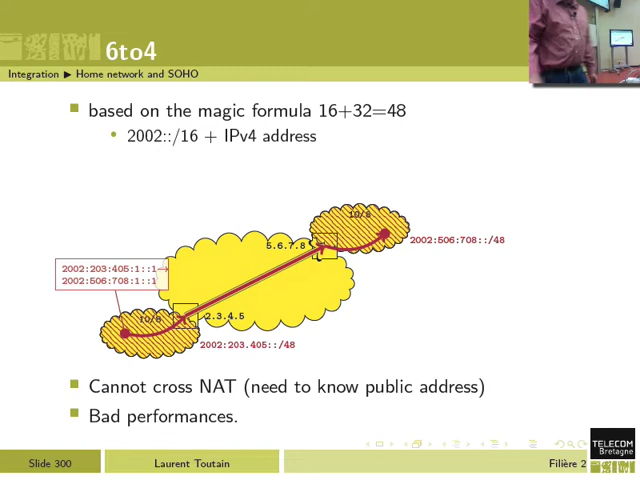 6to4
Integration ▶ Home network and SOHO
based on the magic formula 16+32=48
2002::/16 + IPv4 address
10/8
5.6.7.8
2002:506:708::/48
2002:203:405:1::1→
2002:506:708:1::1
10/8
2.3.4.5
2002:203.405::/48
Cannot cross NAT (need to know public address)
Bad performances.
Slide 300
Laurent Toutain
Filière 2
TELECOM
Bretagne